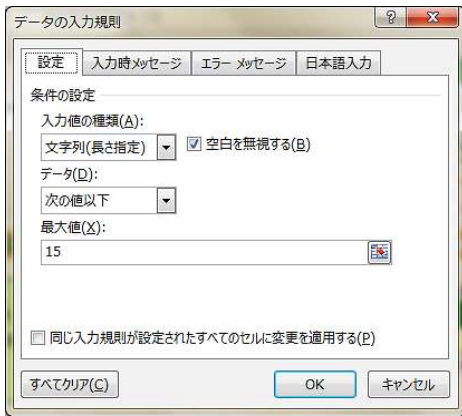 データの入力規則
設定 入力時メッセージ エラー メッセージ 日本語入力
条件の設定
入力値の種類(A):
文字列(長さ指定) 空白を無視する(B)
データ(D):
次の値以下
最大値(X):
15
同じ入力規則が設定されたすべてのセルに変更を適用する(P)
すべてクリア(C) OK キャンセル